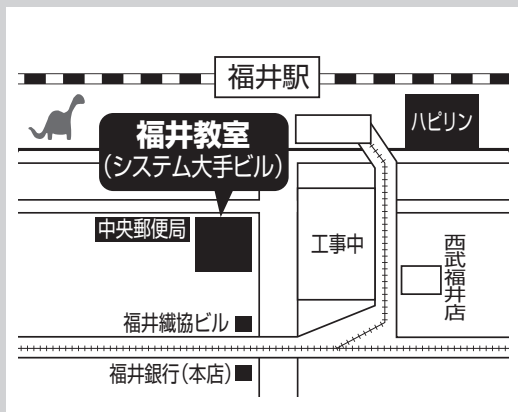 福井駅
ハピリン
福井教室
(システム大手ビル)
中央郵便局
工事中
西武福井店
福井繊協ビル
福井銀行(本店)